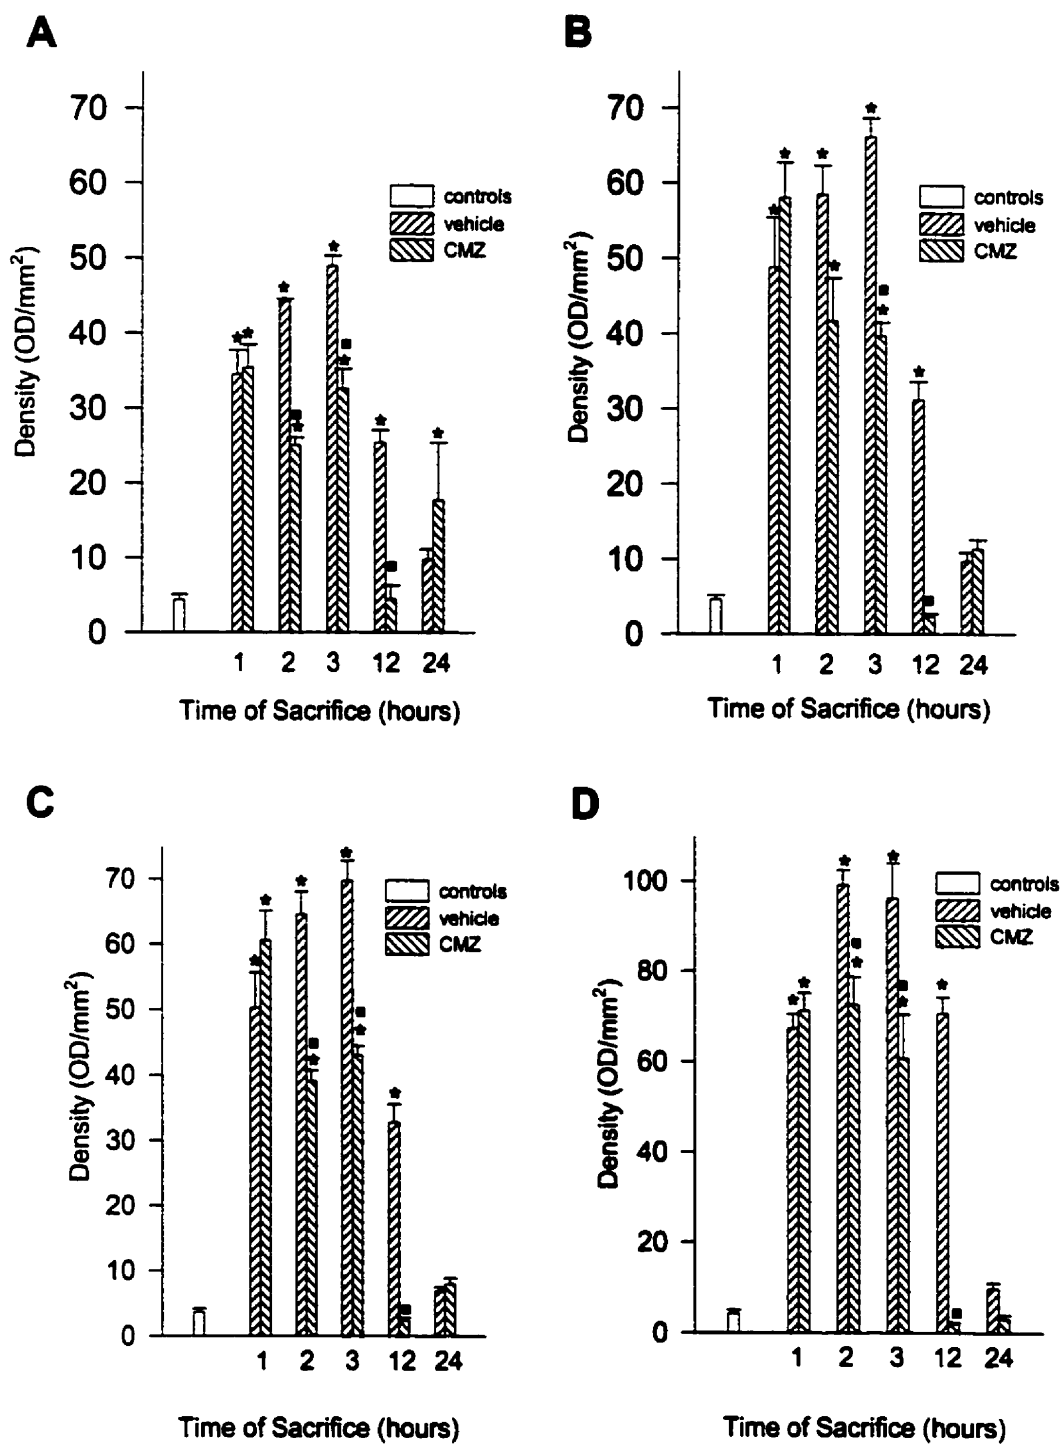 A
70
60
50
40
30
20
10
0
Density (OD/mm²)
controls
vehicle
CMZ
1 2 3 12 24
Time of Sacrifice (hours)
B
70
60
50
40
30
20
10
0
Density (OD/mm²)
controls
vehicle
CMZ
1 2 3 12 24
Time of Sacrifice (hours)
C
70
60
50
40
30
20
10
0
Density (OD/mm²)
controls
vehicle
CMZ
1 2 3 12 24
Time of Sacrifice (hours)
D
100
80
60
40
20
0
Density (OD/mm²)
controls
vehicle
CMZ
1 2 3 12 24
Time of Sacrifice (hours)